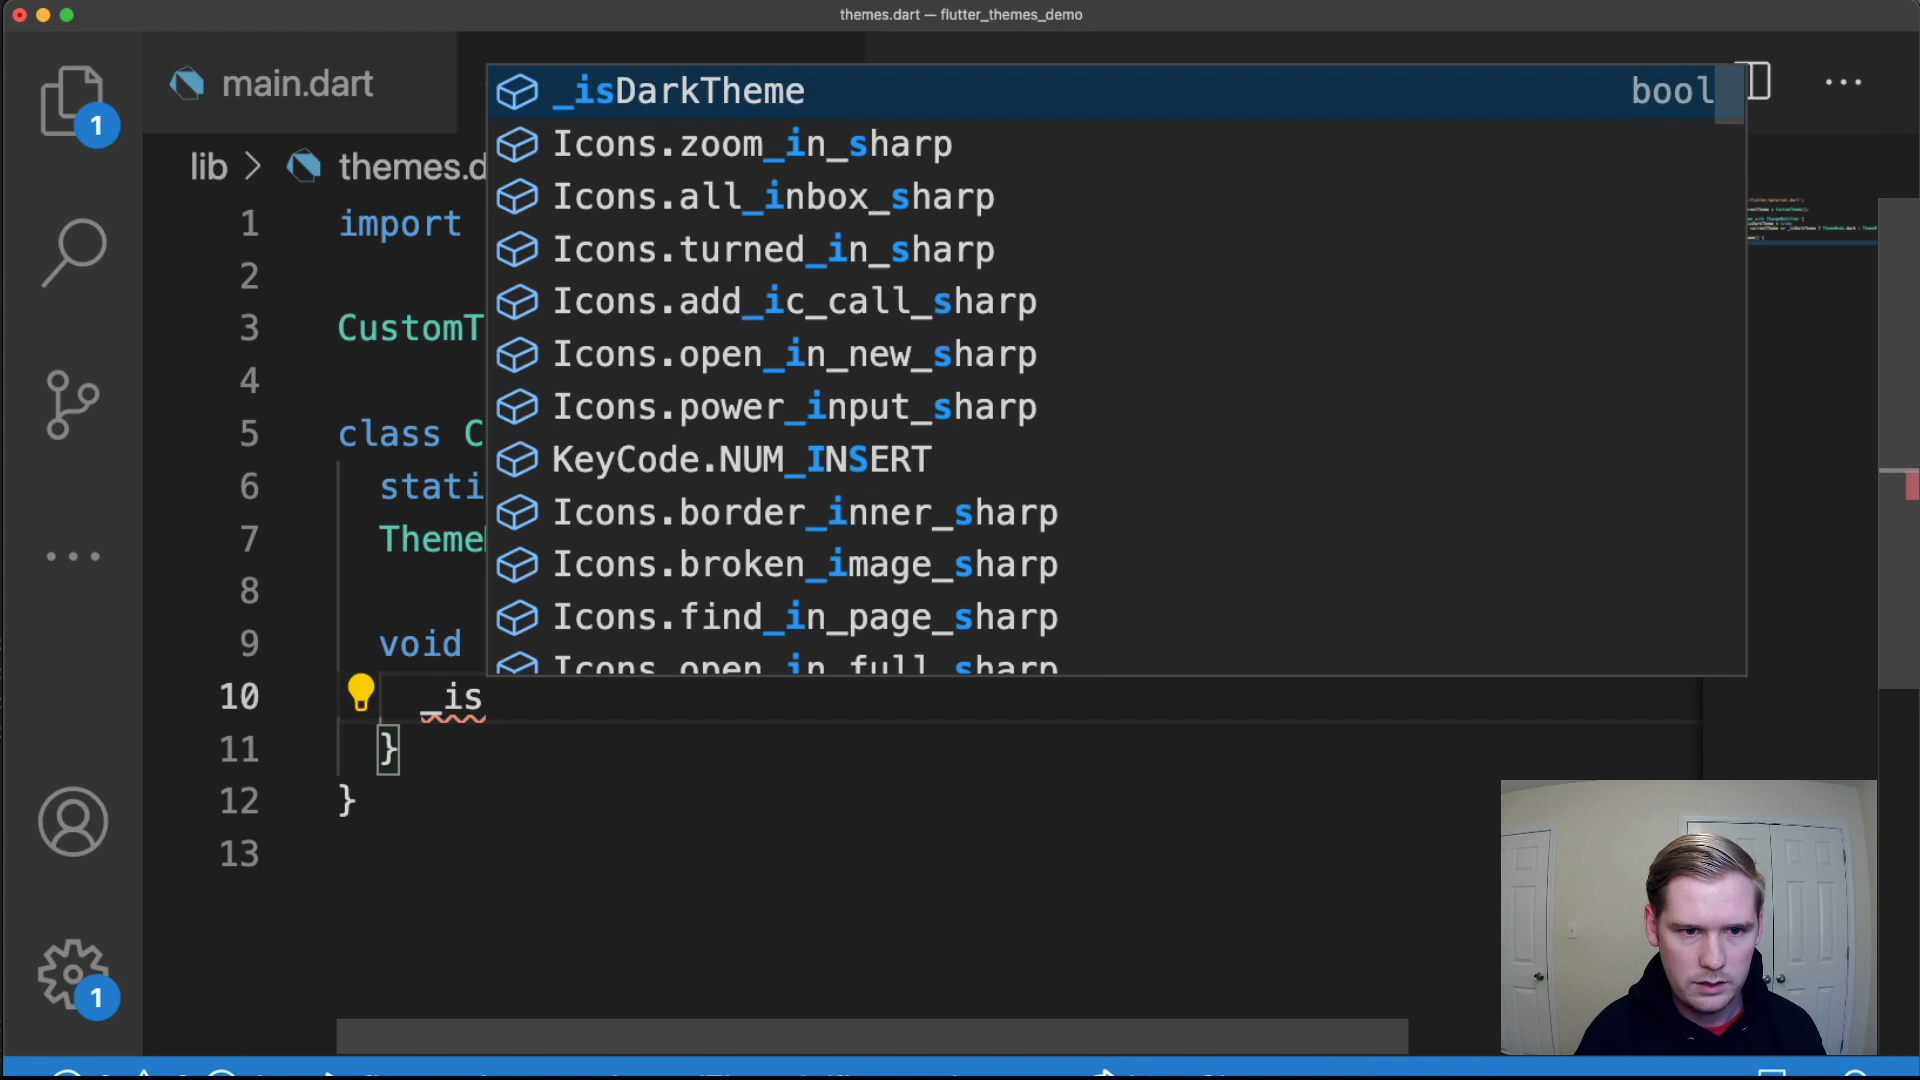 themes.dart — flutter_themes_demo
main.dart
lib > themes.d
1 import
2
3 CustomT
4
5 class C
6 stati
7 Theme
8
9 void
10 _is
11 }
12 }
13
_isDarkTheme bool
Icons.zoom_in_sharp
Icons.all_inbox_sharp
Icons.turned_in_sharp
Icons.add_ic_call_sharp
Icons.open_in_new_sharp
Icons.power_input_sharp
KeyCode.NUM_INSERT
Icons.border_inner_sharp
Icons.broken_image_sharp
Icons.find_in_page_sharp
Icons.open_in_full_sharp
1
1